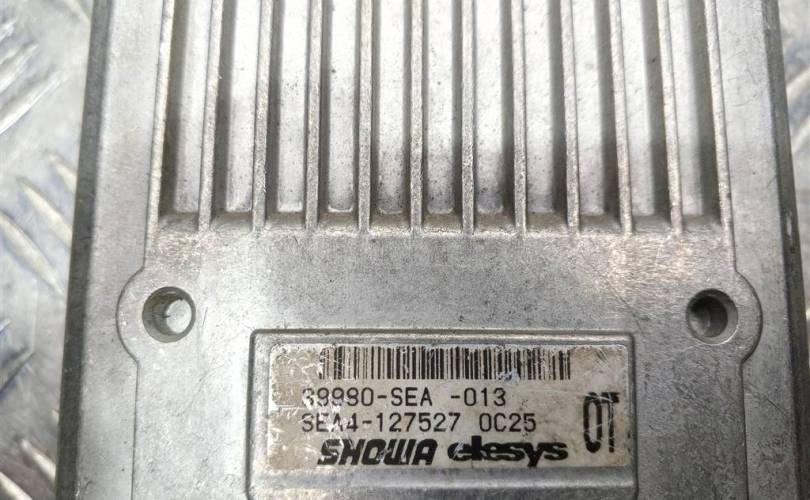 39980-SEA -013
SEA4-127527 0C25
OT
SHOWA elesys